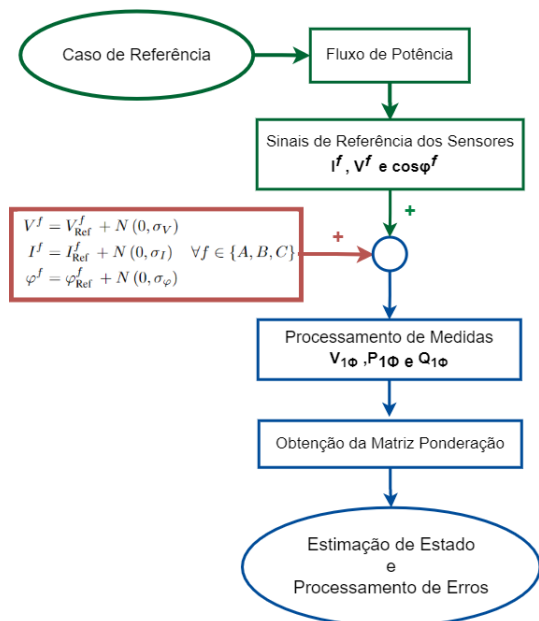 Caso de Referência
Fluxo de Potência
Sinais de Referência dos Sensores
I^f, V^f e cosφ^f
+
+
V^f = V^f_Ref + N (0, σ_V)
I^f = I^f_Ref + N (0, σ_I) ∀f ∈ {A, B, C}
φ^f = φ^f_Ref + N (0, σ_φ)
Processamento de Medidas
V_1Φ ,P_1Φ e Q_1Φ
Obtenção da Matriz Ponderação
Estimação de Estado
e
Processamento de Erros